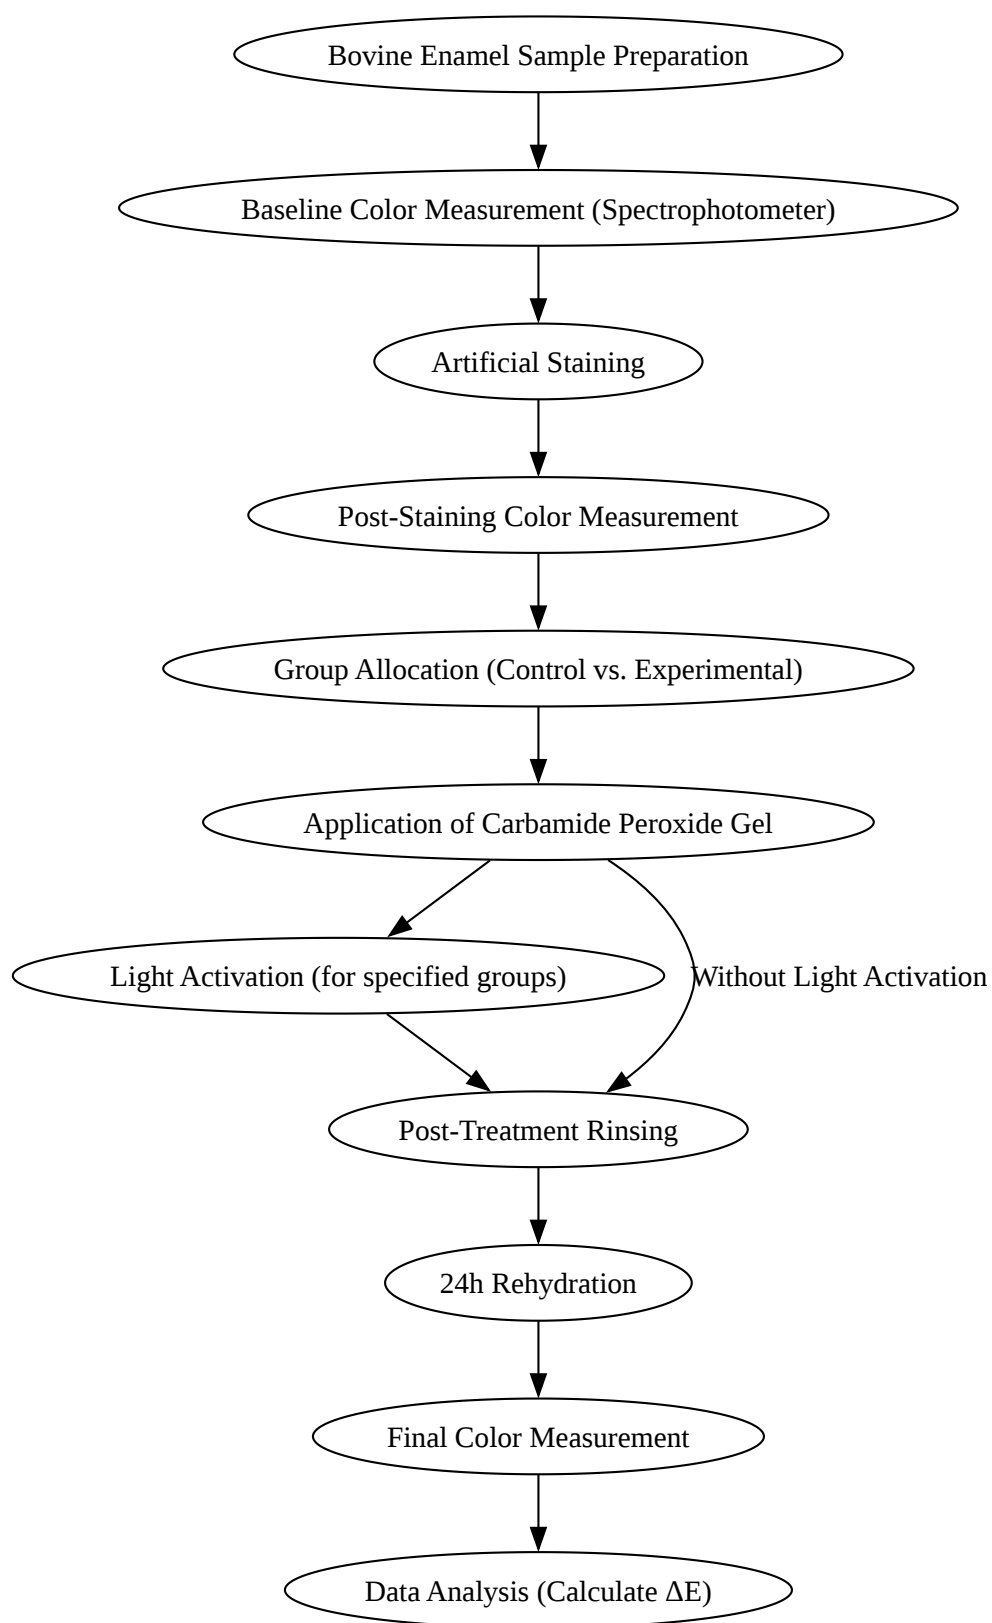 Bovine Enamel Sample Preparation
Baseline Color Measurement (Spectrophotometer)
Artificial Staining
Post-Staining Color Measurement
Group Allocation (Control vs. Experimental)
Application of Carbamide Peroxide Gel
Light Activation (for specified groups)
Without Light Activation
Post-Treatment Rinsing
24h Rehydration
Final Color Measurement
Data Analysis (Calculate ΔE)